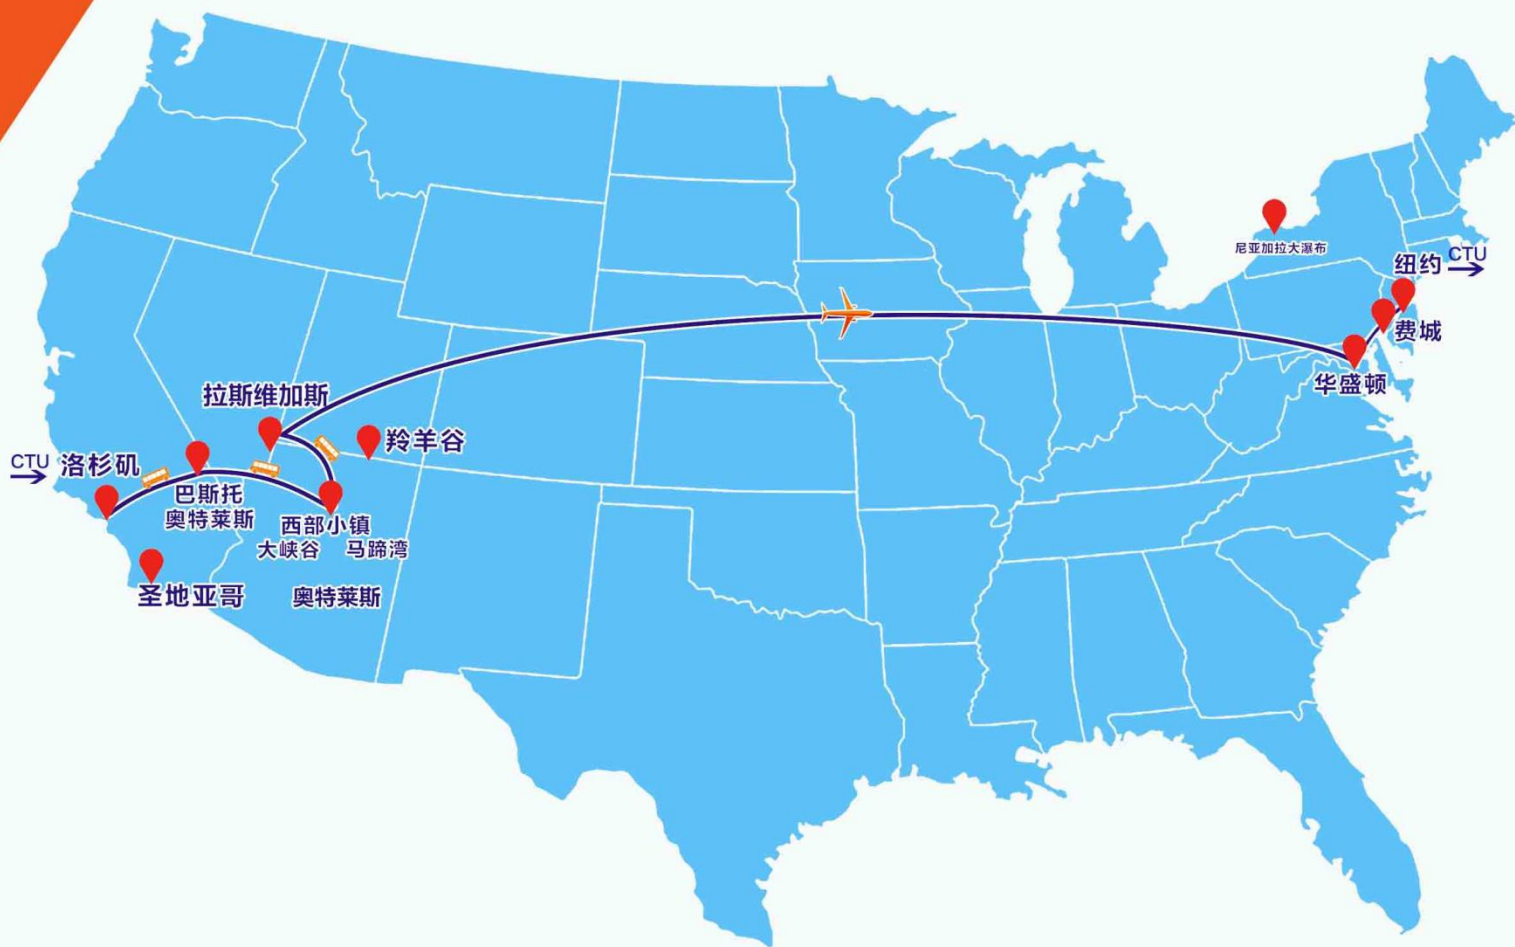 尼亚加拉大瀑布
CTU
纽约
费城
华盛顿
拉斯维加斯
羚羊谷
CTU
洛杉矶
巴斯托
奥特莱斯
西部小镇
大峡谷 马蹄湾
圣地亚哥
奥特莱斯